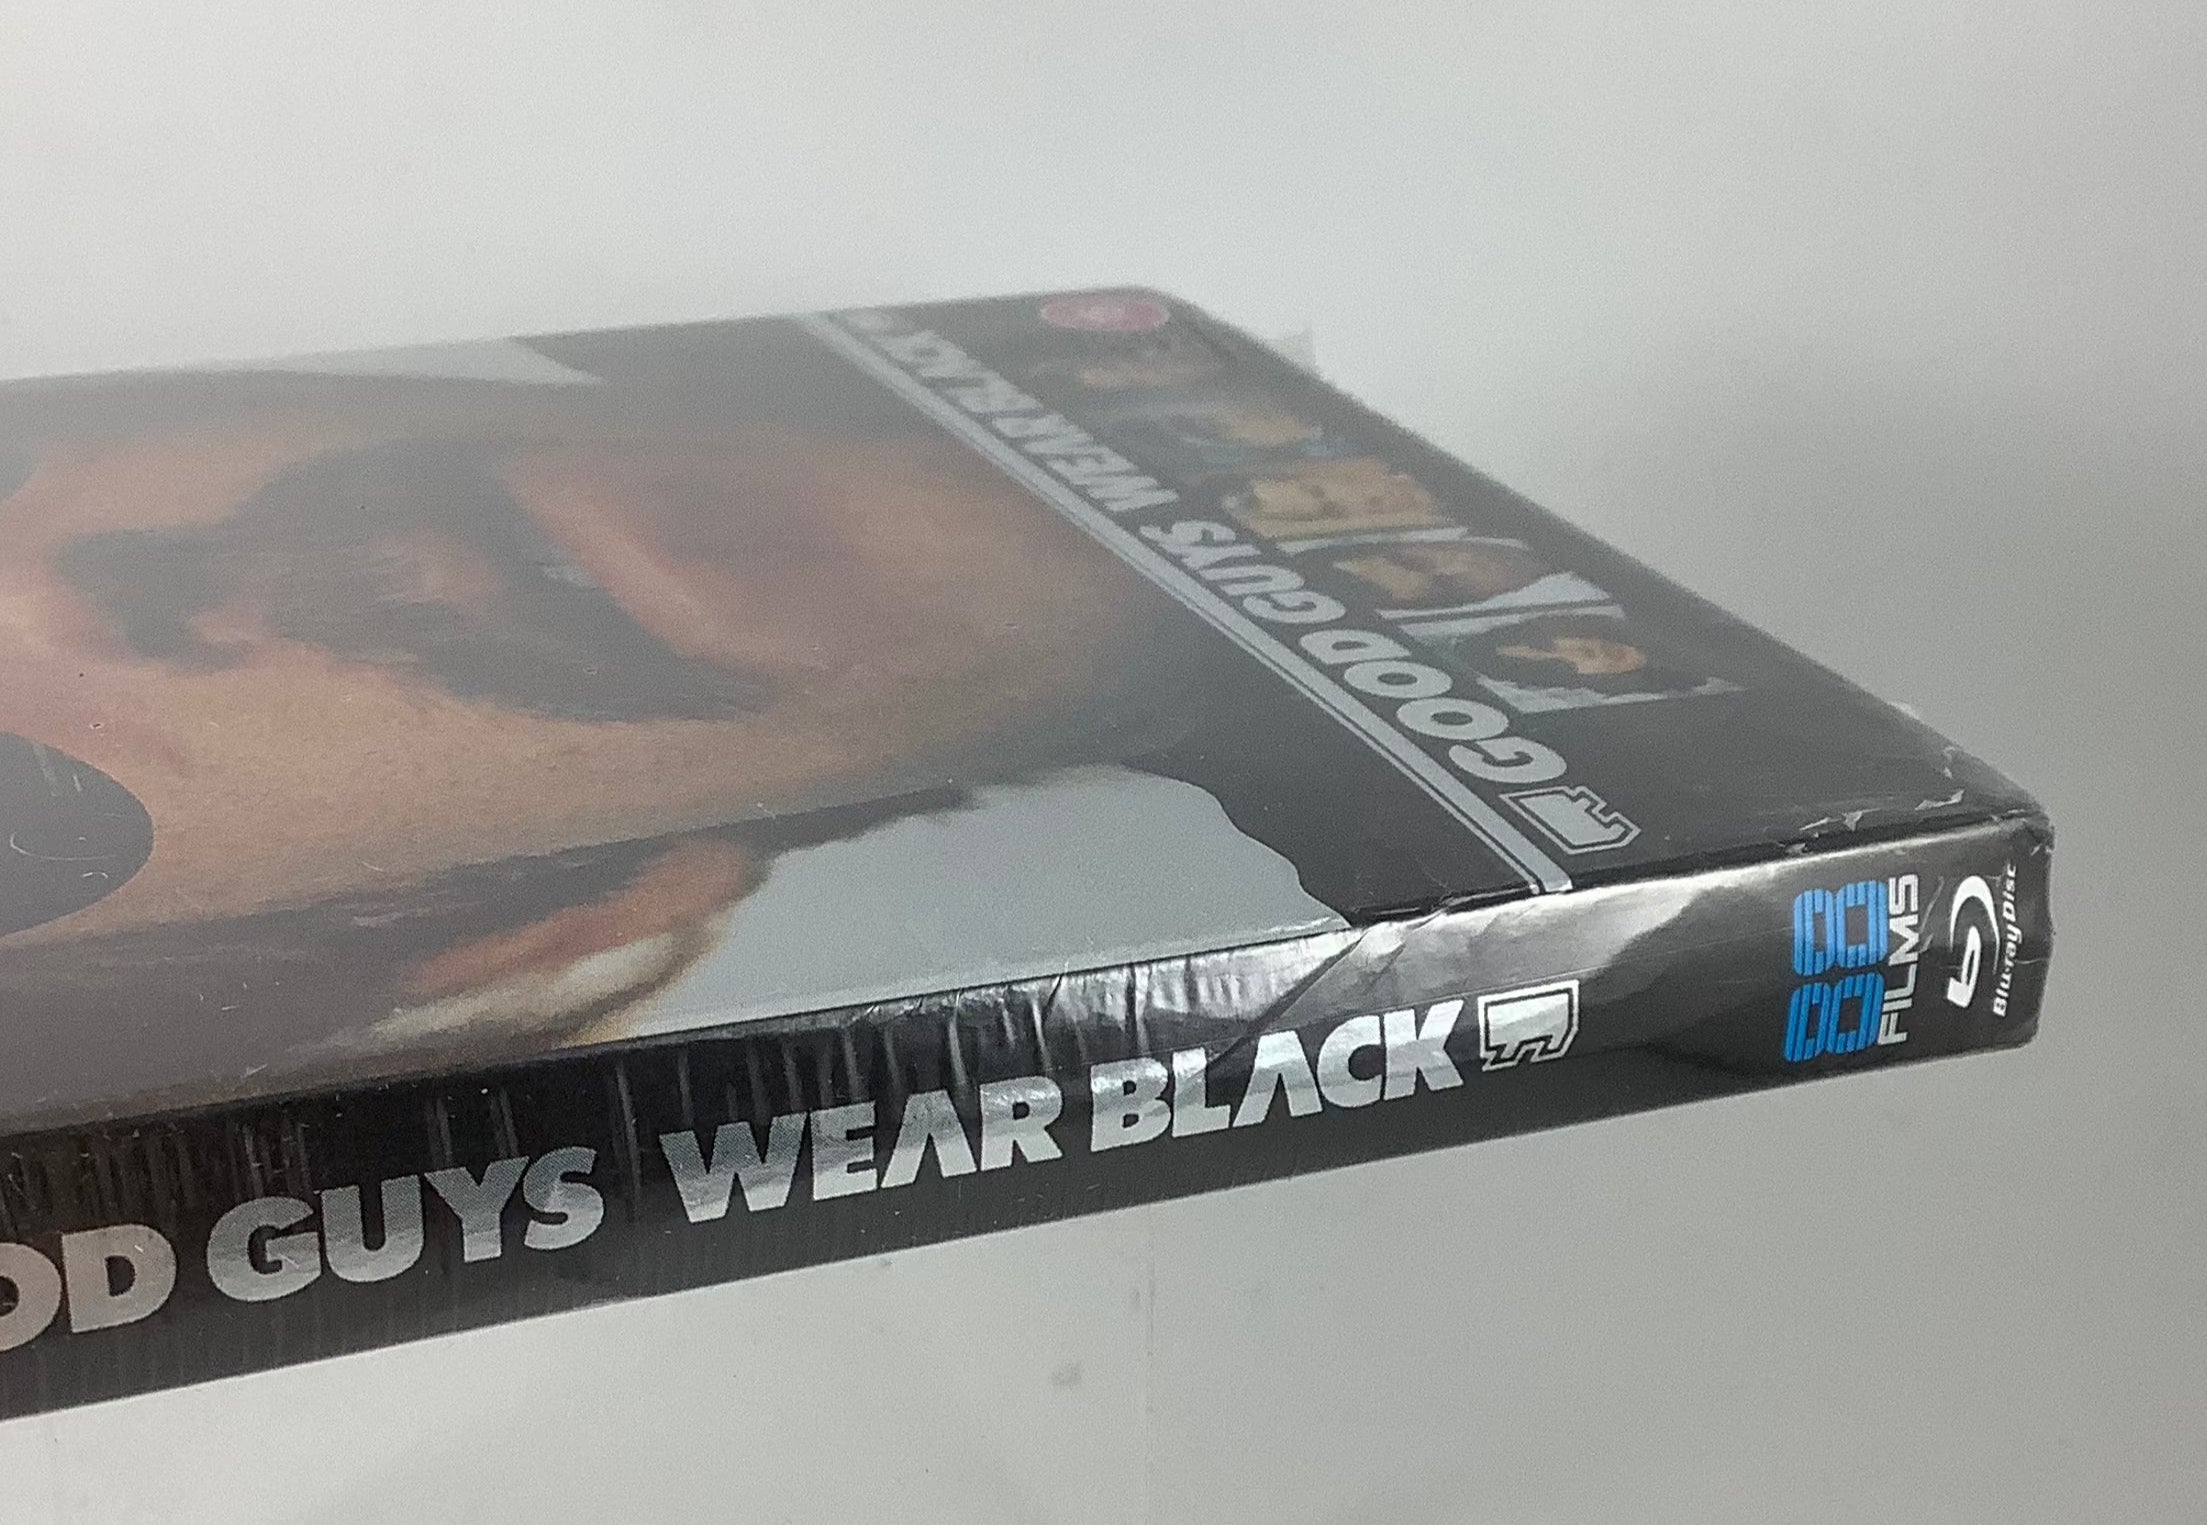 GOOD GUYS WEAR BLACK
OD GUYS WEAR BLACK
88
FILMS
Blu-ray Disc